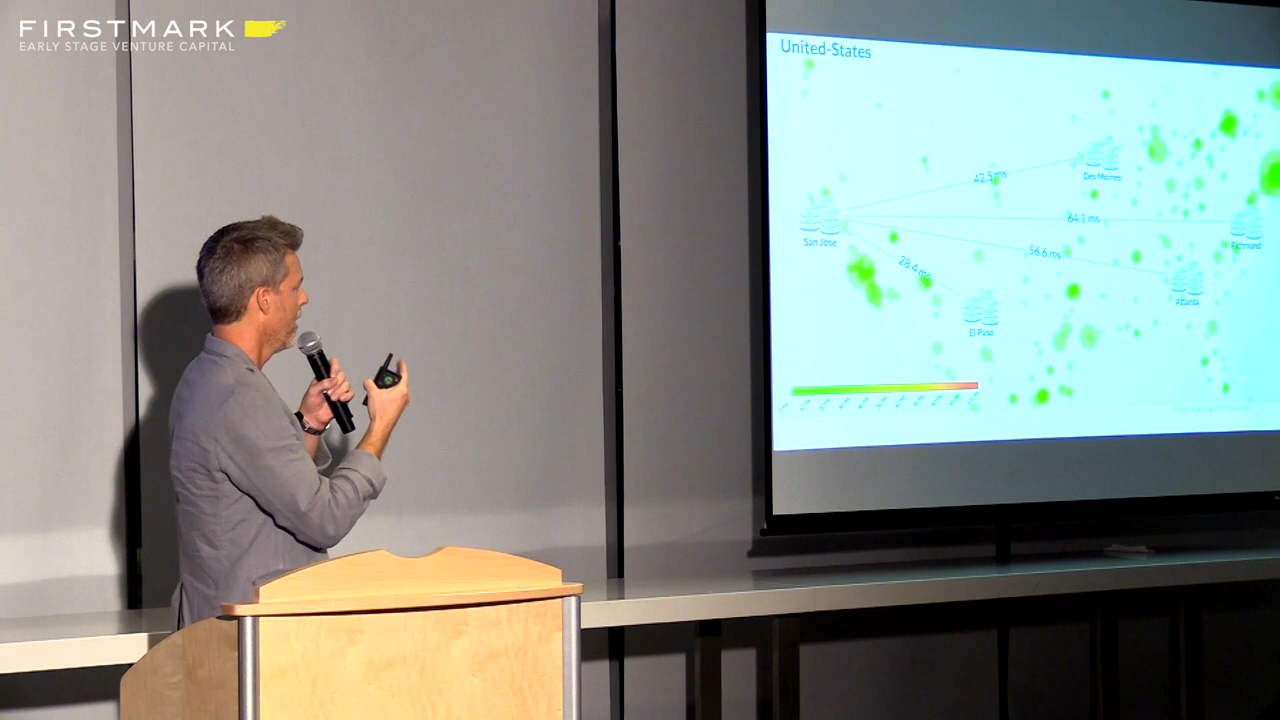 FIRSTMARK
EARLY STAGE VENTURE CAPITAL
United-States
42.5 ms
Des Moines
64.1 ms
San Jose
Richmond
56.6 ms
28.4 ms
Atlanta
El Paso